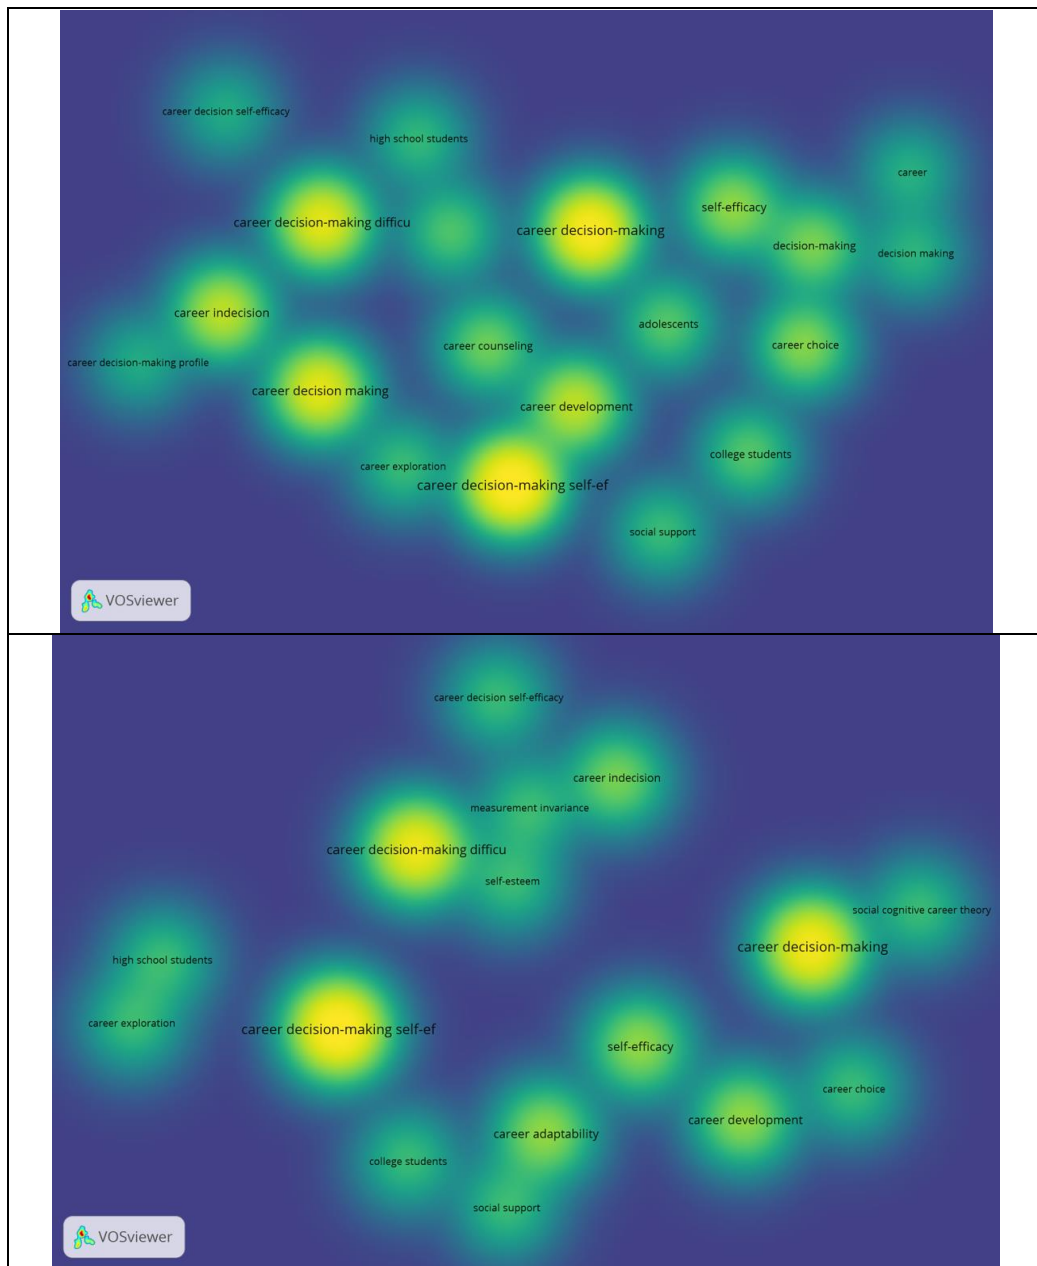 career decision self-efficacy
high school students
career
self-efficacy
career decision-making difficu
career decision-making
decision-making
decision making
career indecision
adolescents
career counseling
career choice
career decision-making profile
career decision making
career development
college students
career exploration
career decision-making self-ef
social support
VOSviewer
career decision self-efficacy
career indecision
measurement invariance
career decision-making difficu
self-esteem
social cognitive career theory
career decision-making
high school students
career exploration
career decision-making self-ef
self-efficacy
career choice
career development
career adaptability
college students
social support
VOSviewer